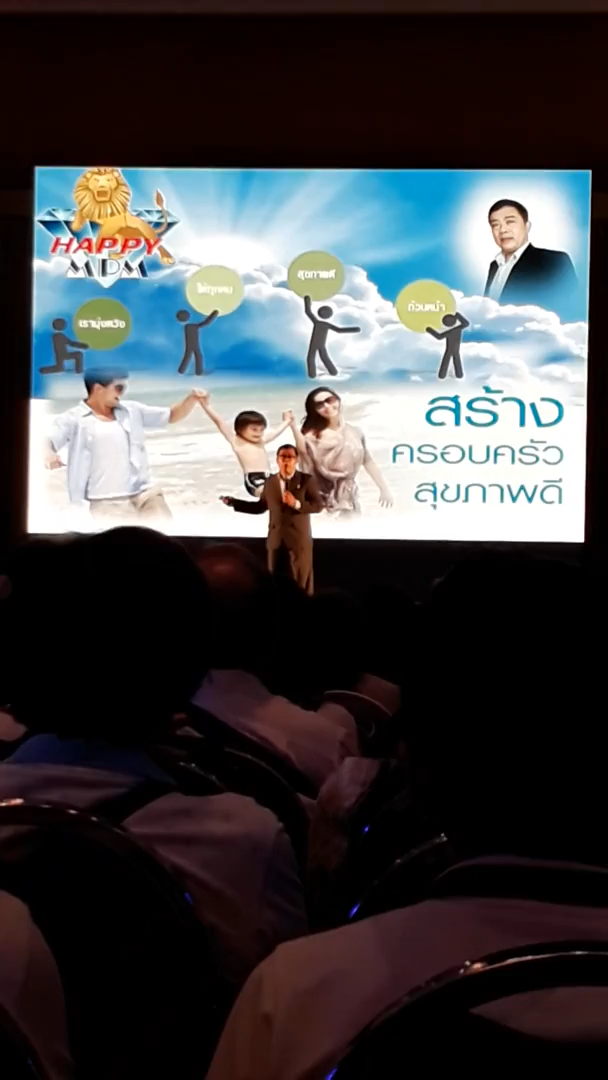 HAPPY
MPM
เรามุ่งหวัง
ให้ทุกคน
สุขภาพดี
ถ้วนหน้า
สร้าง
ครอบครัว
สุขภาพดี